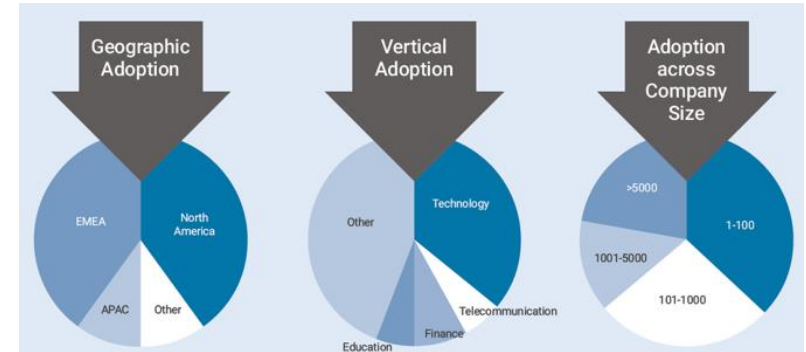 Geographic
Adoption
EMEA
North
America
APAC
Other
Vertical
Adoption
Other
Technology
Telecommunication
Finance
Education
Adoption
across
Company
Size
>5000
1-100
1001-5000
101-1000